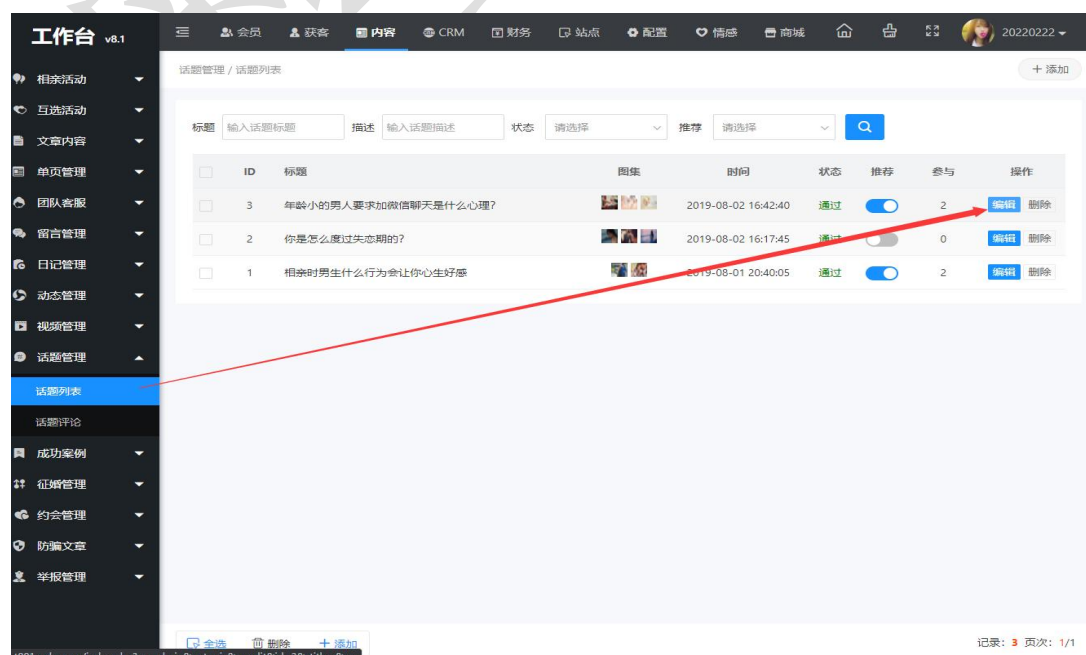 工作台 v8.1
会员 获客 内容 CRM 财务 站点 配置 情感 商城 20220222
相亲活动
互选活动
文章内容
单页管理
团队客服
留言管理
日记管理
动态管理
视频管理
话题管理
话题列表
话题评论
成功案例
征婚管理
约会管理
防骗文章
举报管理
话题管理 / 话题列表 + 添加
标题 输入话题标题 描述 输入话题描述 状态 请选择 推荐 请选择
ID 标题 图集 时间 状态 推荐 参与 操作
3 年龄小的男人要求加微信聊天是什么心理? 2019-08-02 16:42:40 通过 2 编辑 删除
2 你是怎么度过失恋期的? 2019-08-02 16:17:45 通过 0 编辑 删除
1 相亲时男生什么行为会让你心生好感 2019-08-01 20:40:05 通过 2 编辑 删除
全选 删除 + 添加 记录: 3 页次: 1/1